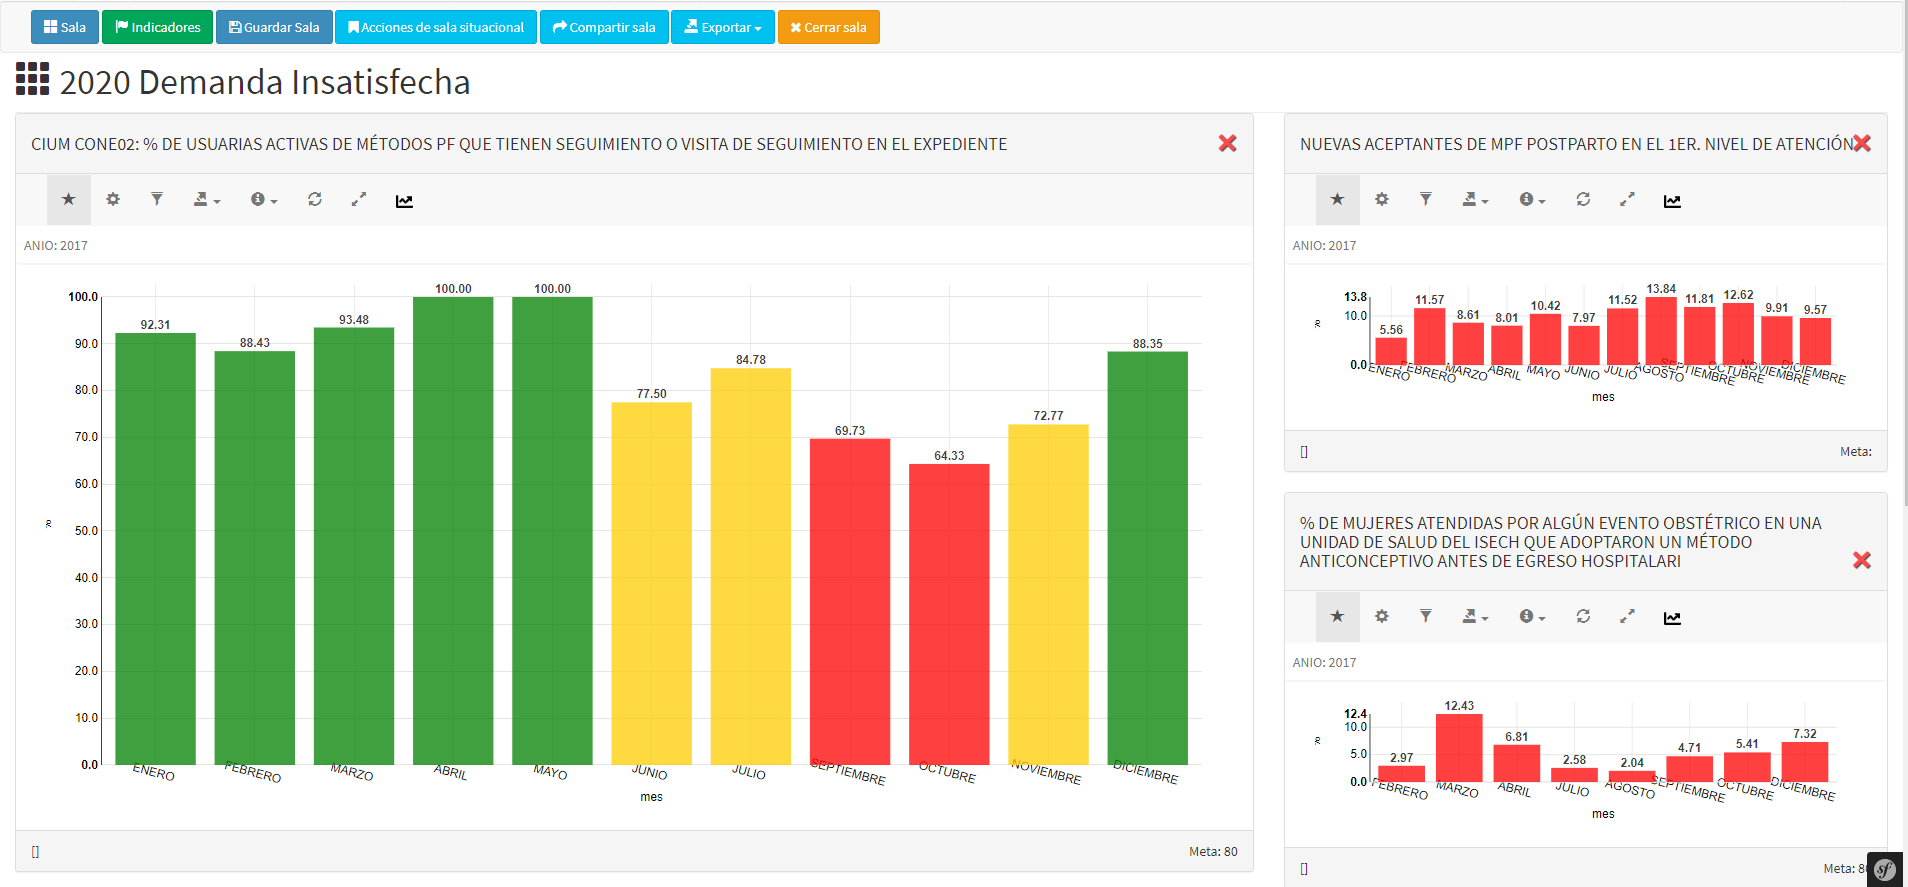 Sala Indicadores Guardar Sala Acciones de sala situacional Compartir sala Exportar Cerrar sala
2020 Demanda Insatisfecha
CIUM CONE02: % DE USUARIAS ACTIVAS DE MÉTODOS PF QUE TIENEN SEGUIMIENTO O VISITA DE SEGUIMIENTO EN EL EXPEDIENTE
ANIO: 2017
92.31 88.43 93.48 100.00 100.00 77.50 84.78 69.73 64.33 72.77 88.35
100.0
90.0
80.0
70.0
60.0
50.0
40.0
30.0
20.0
10.0
0.0
%
ENERO FEBRERO MARZO ABRIL MAYO JUNIO JULIO SEPTIEMBRE OCTUBRE NOVIEMBRE DICIEMBRE
mes
[] Meta: 80
NUEVAS ACEPTANTES DE MPF POSTPARTO EN EL 1ER. NIVEL DE ATENCIÓN
ANIO: 2017
5.56 11.57 8.61 8.01 10.42 7.97 11.52 13.84 11.81 12.62 9.91 9.57
13.8
10.0
0.0
%
ENERO FEBRERO MARZO ABRIL MAYO JUNIO JULIO AGOSTO SEPTIEMBRE OCTUBRE NOVIEMBRE DICIEMBRE
mes
[] Meta:
% DE MUJERES ATENDIDAS POR ALGÚN EVENTO OBSTÉTRICO EN UNA
UNIDAD DE SALUD DEL ISECH QUE ADOPTARON UN MÉTODO
ANTICONCEPTIVO ANTES DE EGRESO HOSPITALARI
ANIO: 2017
2.97 12.43 6.81 2.58 2.04 4.71 5.41 7.32
12.4
10.0
5.0
0.0
%
FEBRERO MARZO ABRIL JULIO AGOSTO SEPTIEMBRE OCTUBRE DICIEMBRE
mes
[] Meta: 80
sf